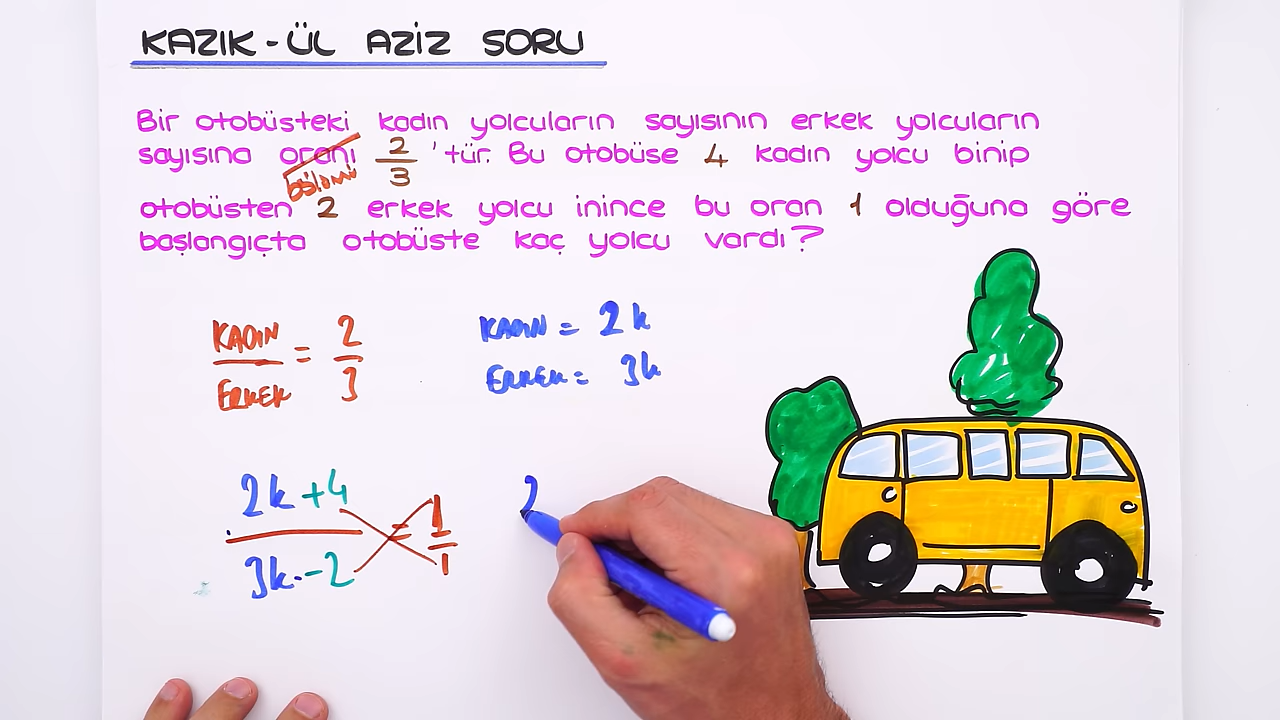 KAZIK-ÜL AZİZ SORU
Bir otobüsteki kadın yolcuların sayısının erkek yolcuların
sayısına oranı 2/3 'tür. Bu otobüse 4 kadın yolcu binip
bölümü
otobüsten 2 erkek yolcu inince bu oran 1 olduğuna göre
başlangıçta otobüste kaç yolcu vardı?
KADIN/ERKEK = 2/3
KADIN = 2k
ERKEK = 3k
2k+4/3k-2 = 1/1
2